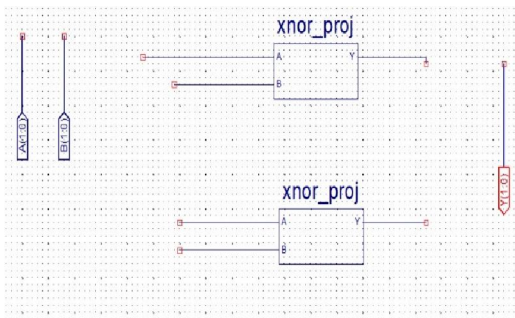 xnor_proj
A Y
B
A(1:0)
B(1:0)
Y(1:0)
xnor_proj
A Y
B